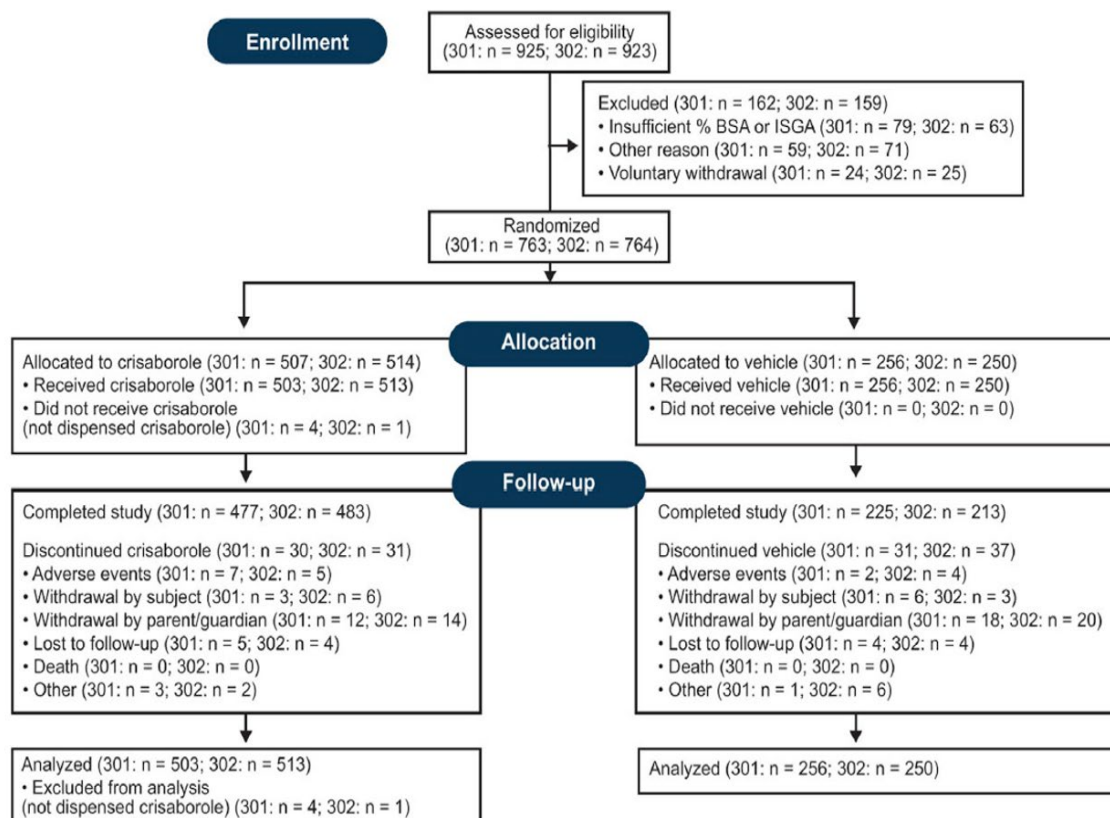 Enrollment
Assessed for eligibility
(301: n = 925; 302: n = 923)
Excluded (301: n = 162; 302: n = 159)
• Insufficient % BSA or ISGA (301: n = 79; 302: n = 63)
• Other reason (301: n = 59; 302: n = 71)
• Voluntary withdrawal (301: n = 24; 302: n = 25)
Randomized
(301: n = 763; 302: n = 764)
Allocation
Allocated to crisaborole (301: n = 507; 302: n = 514)
• Received crisaborole (301: n = 503; 302: n = 513)
• Did not receive crisaborole
(not dispensed crisaborole) (301: n = 4; 302: n = 1)
Allocated to vehicle (301: n = 256; 302: n = 250)
• Received vehicle (301: n = 256; 302: n = 250)
• Did not receive vehicle (301: n = 0; 302: n = 0)
Follow-up
Completed study (301: n = 477; 302: n = 483)
Discontinued crisaborole (301: n = 30; 302: n = 31)
• Adverse events (301: n = 7; 302: n = 5)
• Withdrawal by subject (301: n = 3; 302: n = 6)
• Withdrawal by parent/guardian (301: n = 12; 302: n = 14)
• Lost to follow-up (301: n = 5; 302: n = 4)
• Death (301: n = 0; 302: n = 0)
• Other (301: n = 3; 302: n = 2)
Completed study (301: n = 225; 302: n = 213)
Discontinued vehicle (301: n = 31; 302: n = 37)
• Adverse events (301: n = 2; 302: n = 4)
• Withdrawal by subject (301: n = 6; 302: n = 3)
• Withdrawal by parent/guardian (301: n = 18; 302: n = 20)
• Lost to follow-up (301: n = 4; 302: n = 4)
• Death (301: n = 0; 302: n = 0)
• Other (301: n = 1; 302: n = 6)
Analyzed (301: n = 503; 302: n = 513)
• Excluded from analysis
(not dispensed crisaborole) (301: n = 4; 302: n = 1)
Analyzed (301: n = 256; 302: n = 250)